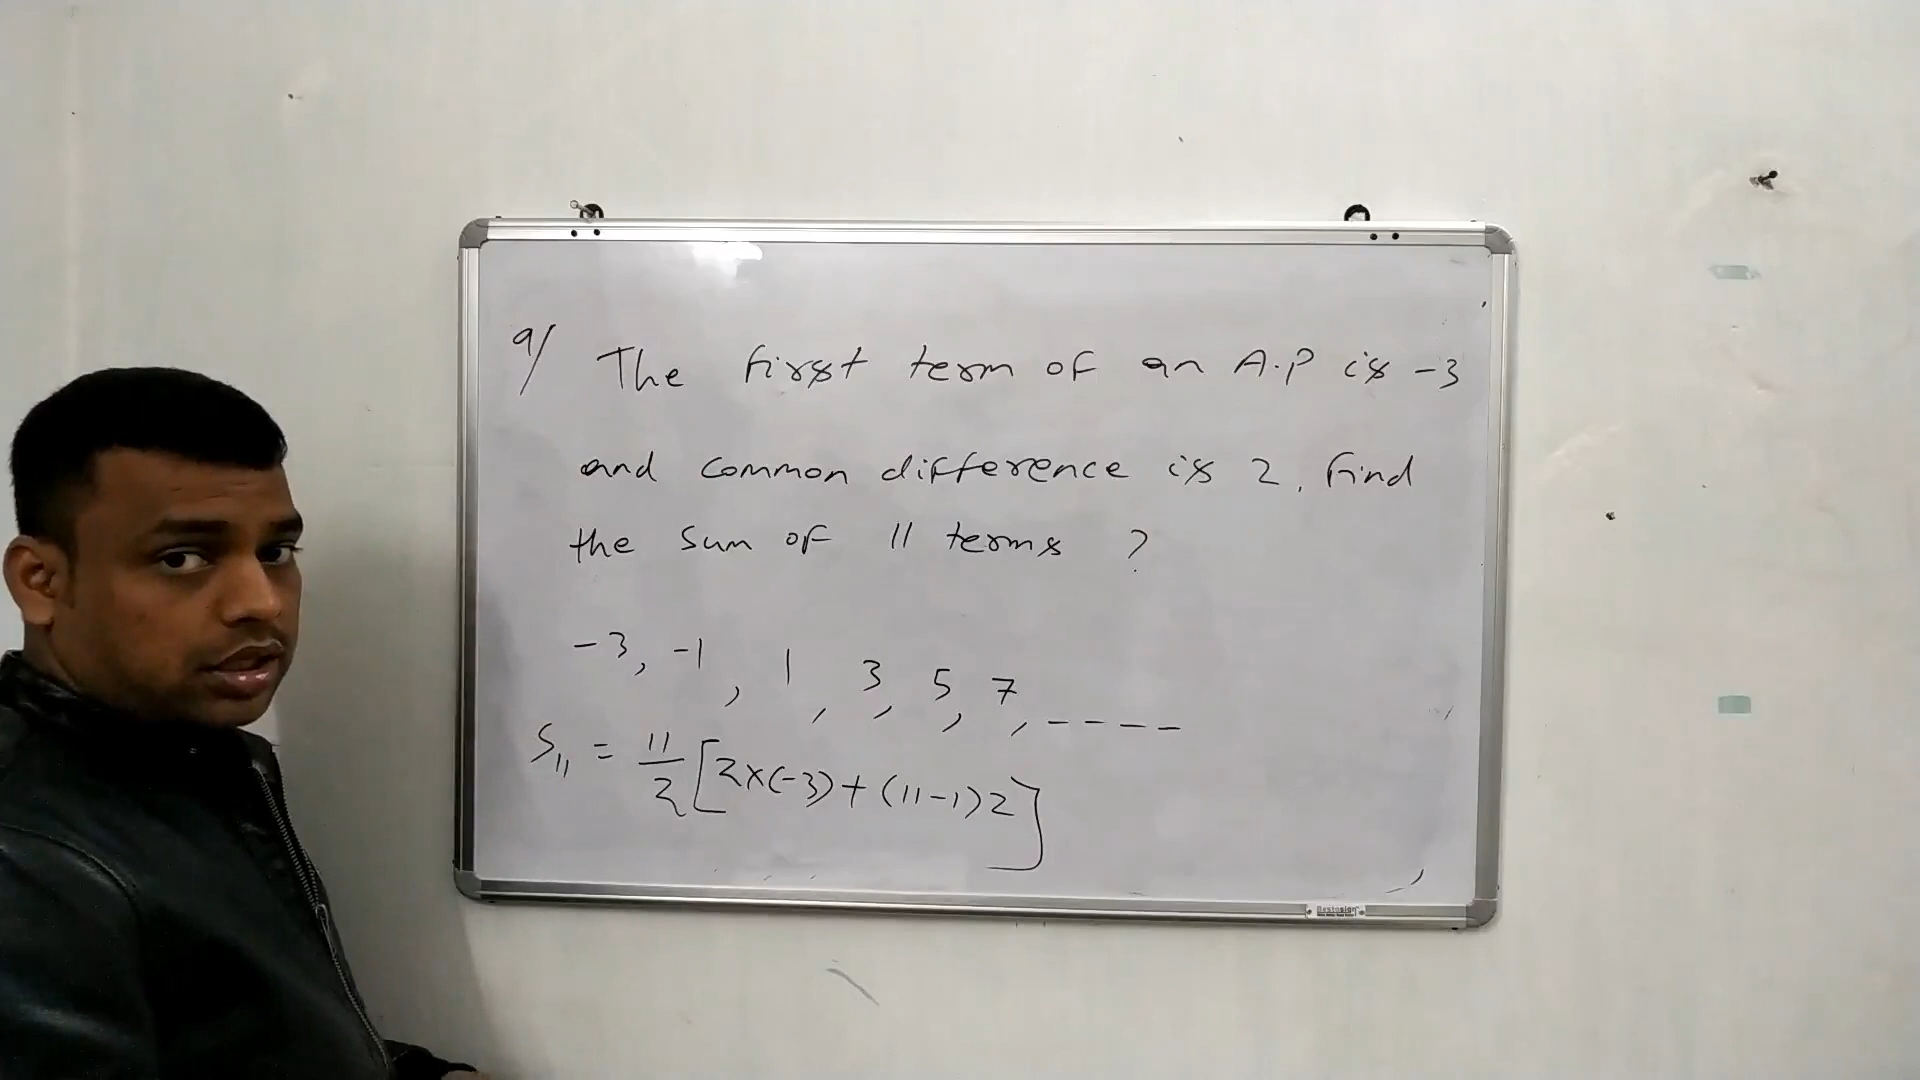 Q/ The first term of an A.P is -3
and common difference is 2. Find
the sum of 11 terms ?
-3, -1, 1, 3, 5, 7, - - - -
S₁₁ = 11/2 [2×(-3)+(11-1)2]
Bestosign